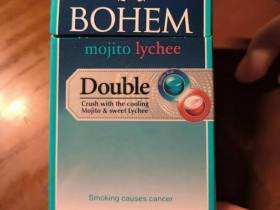 BOHEM
mojito lychee
Double
Crush with the cooling
Mojito & sweet Lychee
Smoking causes cancer